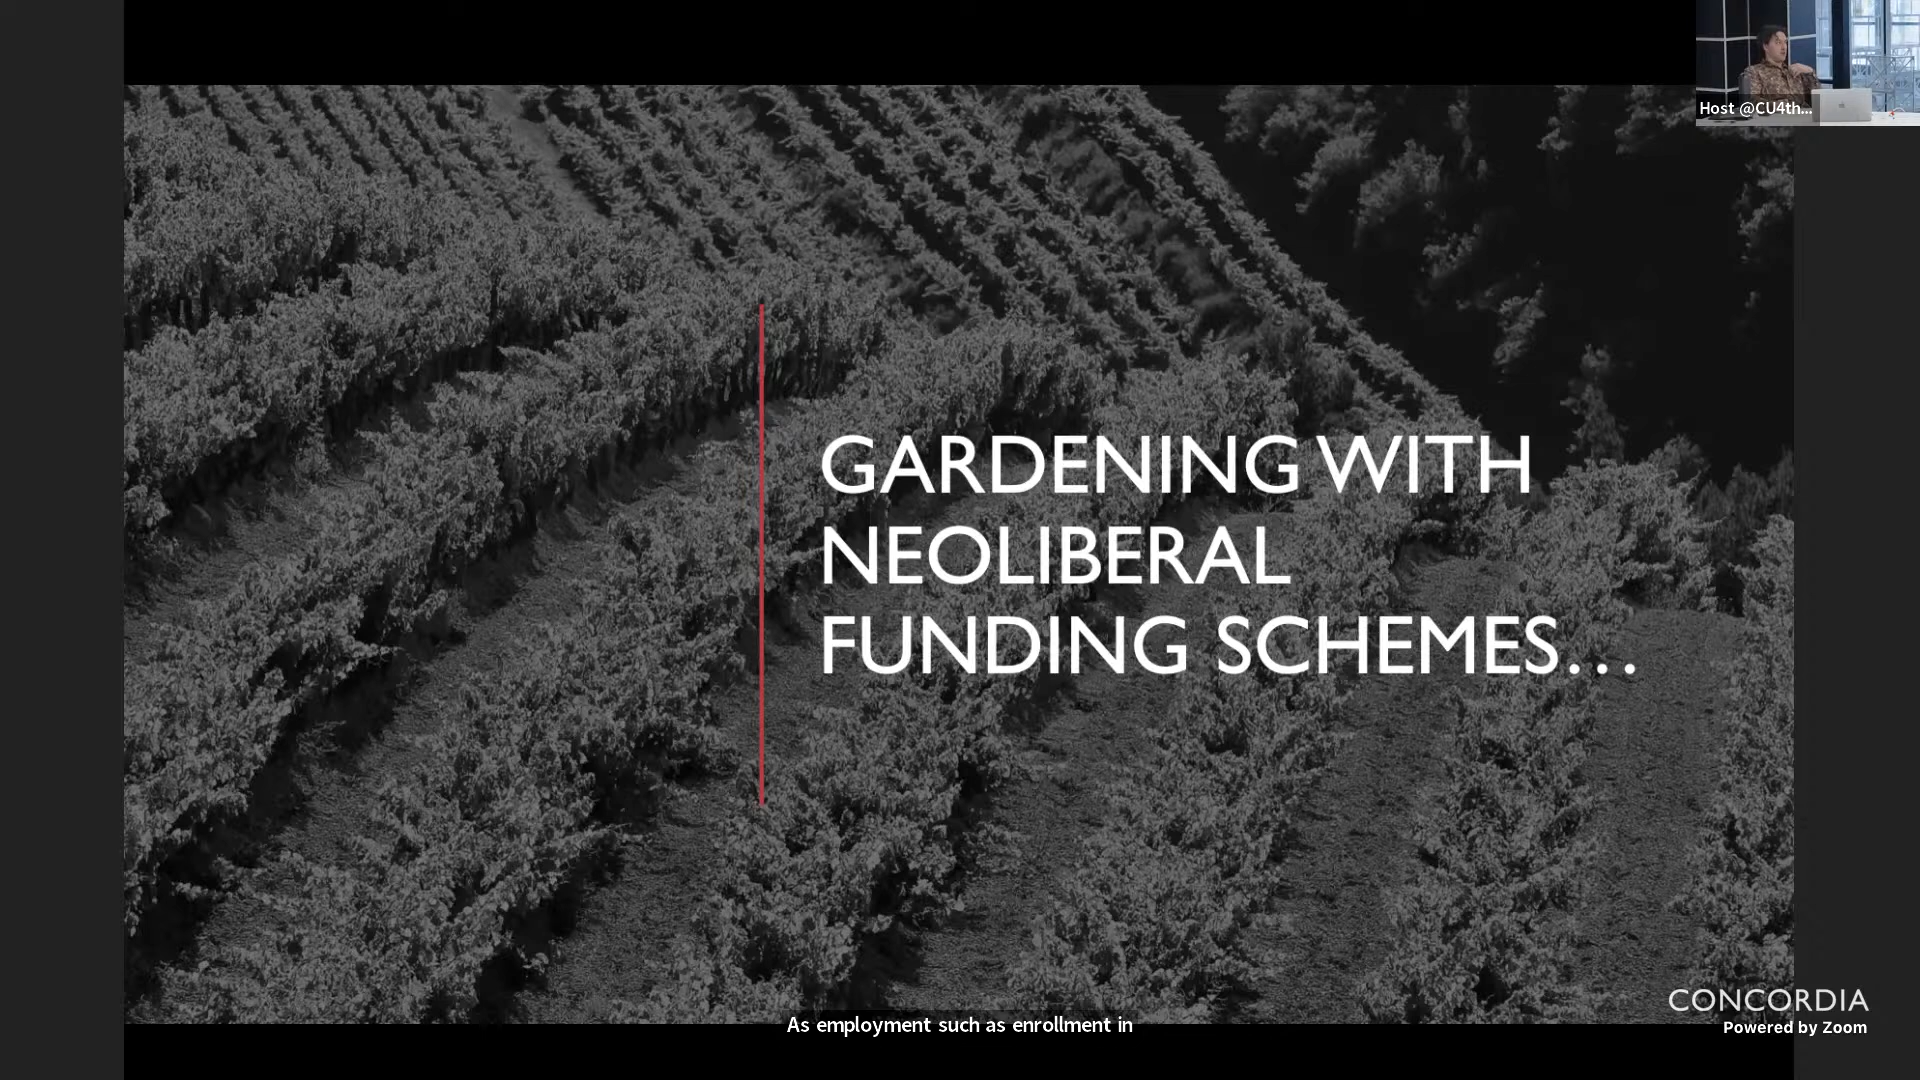 Host @CU4th...
GARDENING WITH
NEOLIBERAL
FUNDING SCHEMES...
CONCORDIA
Powered by Zoom
As employment such as enrollment in